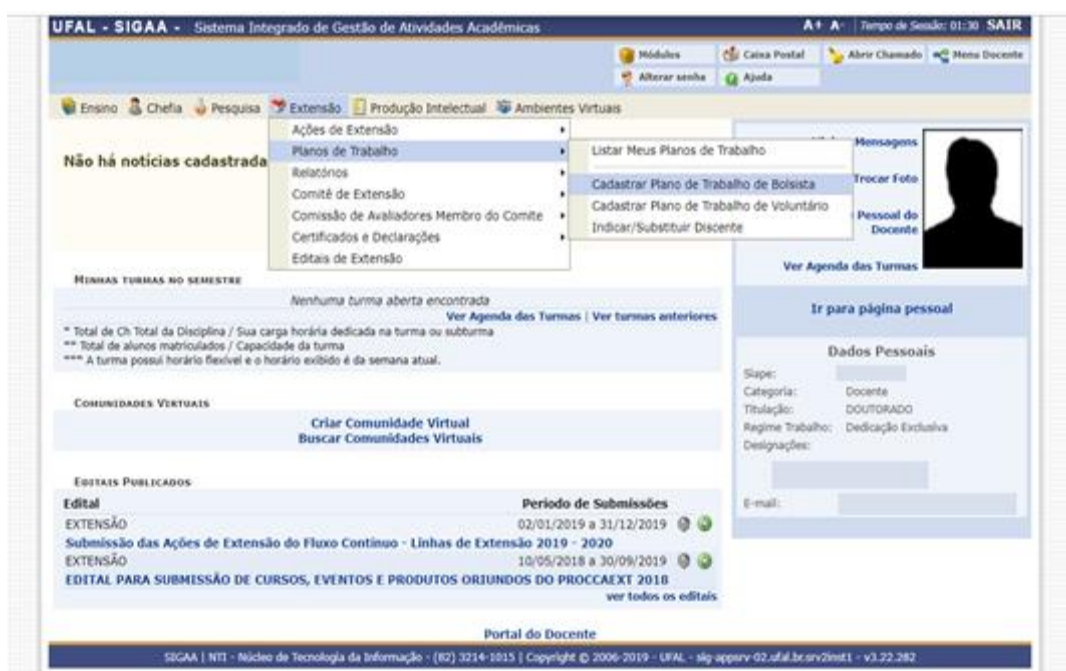 UFAL - SIGAA - Sistema Integrado de Gestão de Atividades Acadêmicas
A+ A- Tempo de Sessão: 01:30 SAIR
Módulos Caixa Postal Abrir Chamado Menu Docente
Alterar senha Ajuda
Ensino Chefia Pesquisa Extensão Produção Intelectual Ambientes Virtuais
Não há notícias cadastrada
Ações de Extensão
Planos de Trabalho
Relatórios
Comitê de Extensão
Comissão de Avaliadores Membro do Comite
Certificados e Declarações
Editais de Extensão
Listar Meus Planos de Trabalho
Cadastrar Plano de Trabalho de Bolsista
Cadastrar Plano de Trabalho de Voluntário
Indicar/Substituir Discente
Mensagens
Trocar Foto
Pessoal do
Docente
Ver Agenda das Turmas
MINHAS TURMAS NO SEMESTRE
Nenhuma turma aberta encontrada
Ver Agenda das Turmas | Ver turmas anteriores
* Total de Ch Total da Disciplina / Sua carga horária dedicada na turma ou subturma
** Total de alunos matriculados / Capacidade da turma
*** A turma possui horário flexível e o horário exibido é da semana atual.
COMUNIDADES VIRTUAIS
Criar Comunidade Virtual
Buscar Comunidades Virtuais
EDITAIS PUBLICADOS
Edital Período de Submissões
EXTENSÃO 02/01/2019 a 31/12/2019
Submissão das Ações de Extensão do Fluxo Contínuo - Linhas de Extensão 2019 - 2020
EXTENSÃO 10/05/2018 a 30/09/2019
EDITAL PARA SUBMISSÃO DE CURSOS, EVENTOS E PRODUTOS ORIUNDOS DO PROCCAEXT 2018
ver todos os editais
Ir para página pessoal
Dados Pessoais
Siape:
Categoria: Docente
Titulação: DOUTORADO
Regime Trabalho: Dedicação Exclusiva
Designações:
E-mail:
Portal do Docente
SIGAA | NTI - Núcleo de Tecnologia da Informação - (82) 3214-1015 | Copyright © 2006-2019 - UFAL - sig-appsrv-02.ufal.br.srv2inst1 - v3.22.282